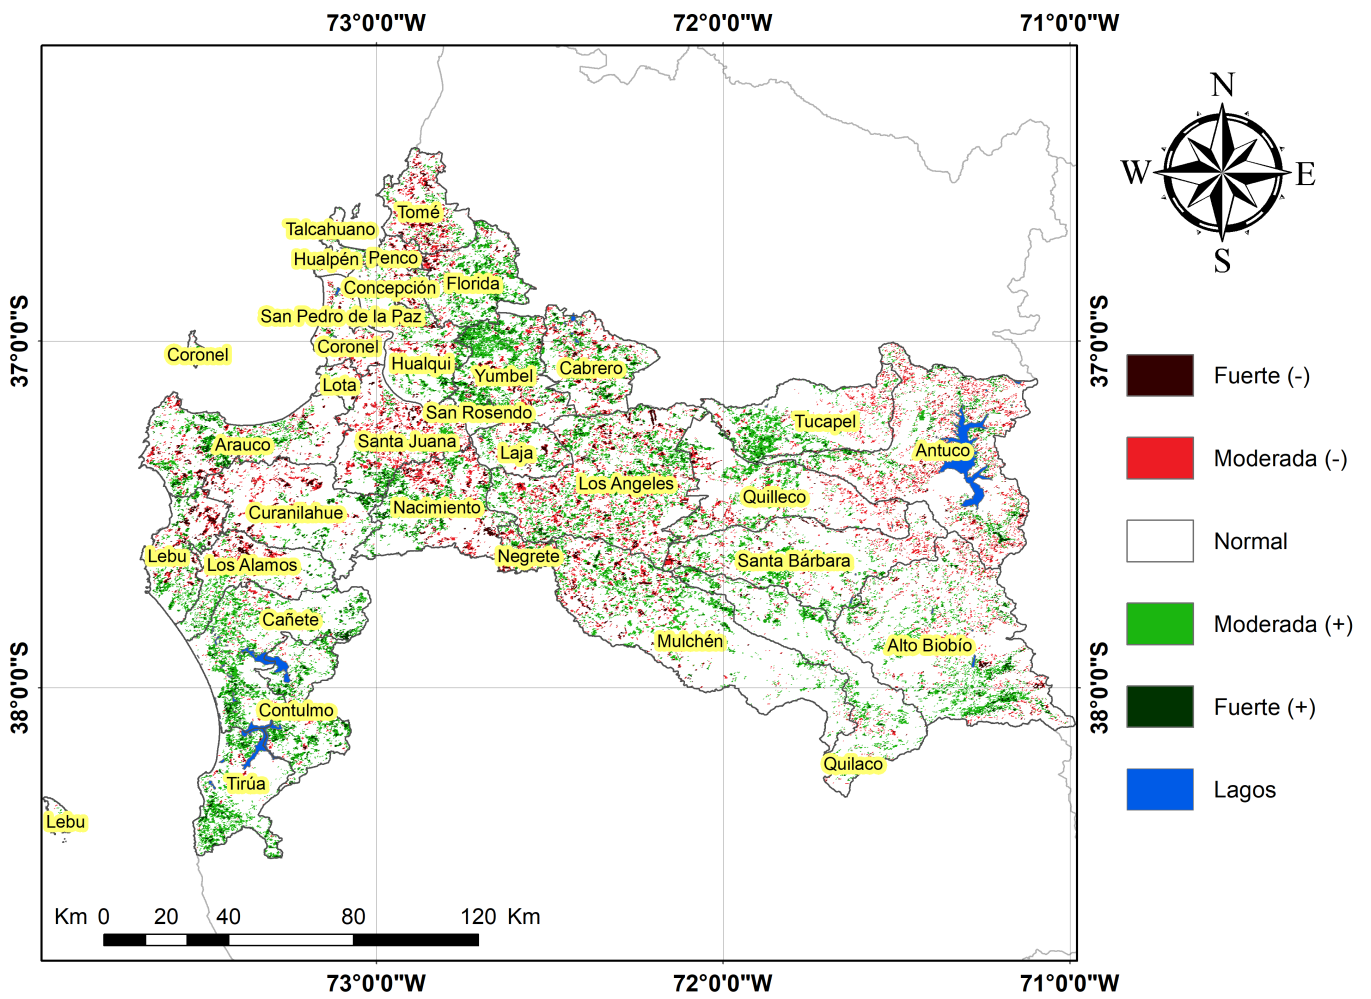 73°0'0"W
72°0'0"W
71°0'0"W
37°0'0"S
38°0'0"S
Tomé
Talcahuano
Hualpén
Penco
Concepción
Florida
San Pedro de la Paz
Coronel
Coronel
Hualqui
Yumbel
Cabrero
Lota
San Rosendo
Arauco
Santa Juana
Laja
Los Angeles
Tucapel
Antuco
Curanilahue
Nacimiento
Quilleco
Lebu
Los Alamos
Negrete
Santa Bárbara
Cañete
Mulchén
Alto Biobío
Contulmo
Tirúa
Quilaco
Lebu
Km 0 20 40 80 120 Km
73°0'0"W
72°0'0"W
71°0'0"W
37°0'0"S
38°0'0"S
N
W
E
S
Fuerte (-)
Moderada (-)
Normal
Moderada (+)
Fuerte (+)
Lagos